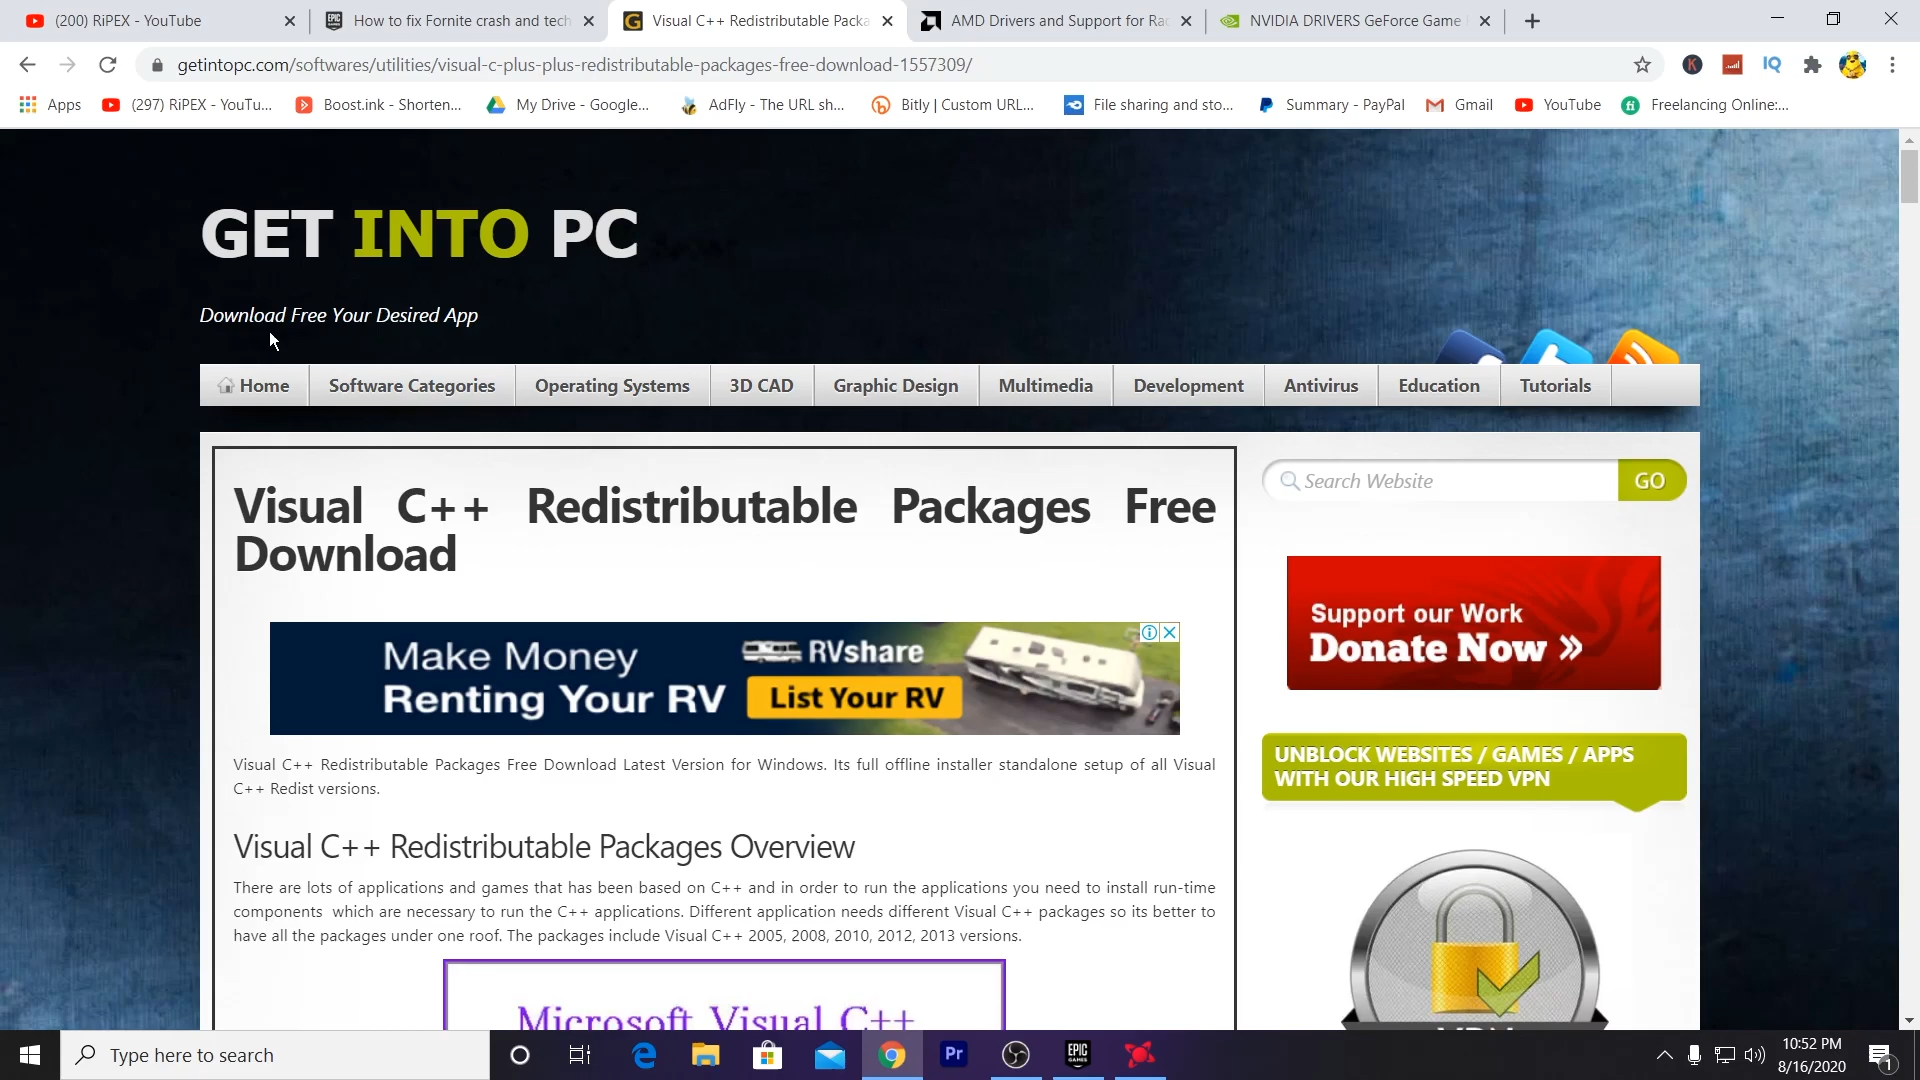 (200) RiPEX - YouTube
How to fix Fornite crash and tech
Visual C++ Redistributable Packa
AMD Drivers and Support for Ra
NVIDIA DRIVERS GeForce Game
getintopc.com/softwares/utilities/visual-c-plus-plus-redistributable-packages-free-download-1557309/
K
IQ
Apps
(297) RiPEX - YouTu...
Boost.ink - Shorten...
My Drive - Google...
AdFly - The URL sh...
Bitly | Custom URL...
File sharing and sto...
Summary - PayPal
Gmail
YouTube
Freelancing Online:...
GET INTO PC
Download Free Your Desired App
Home
Software Categories
Operating Systems
3D CAD
Graphic Design
Multimedia
Development
Antivirus
Education
Tutorials
Visual C++ Redistributable Packages Free
Download
Search Website
GO
Make Money
Renting Your RV
RVshare
List Your RV
Support our Work
Donate Now »
UNBLOCK WEBSITES / GAMES / APPS
WITH OUR HIGH SPEED VPN
Visual C++ Redistributable Packages Free Download Latest Version for Windows. Its full offline installer standalone setup of all Visual
C++ Redist versions.
Visual C++ Redistributable Packages Overview
There are lots of applications and games that has been based on C++ and in order to run the applications you need to install run-time
components which are necessary to run the C++ applications. Different application needs different Visual C++ packages so its better to
have all the packages under one roof. The packages include Visual C++ 2005, 2008, 2010, 2012, 2013 versions.
Microsoft Visual C++
VPN
Type here to search
Pr
EPIC
GAMES
10:52 PM
8/16/2020
1